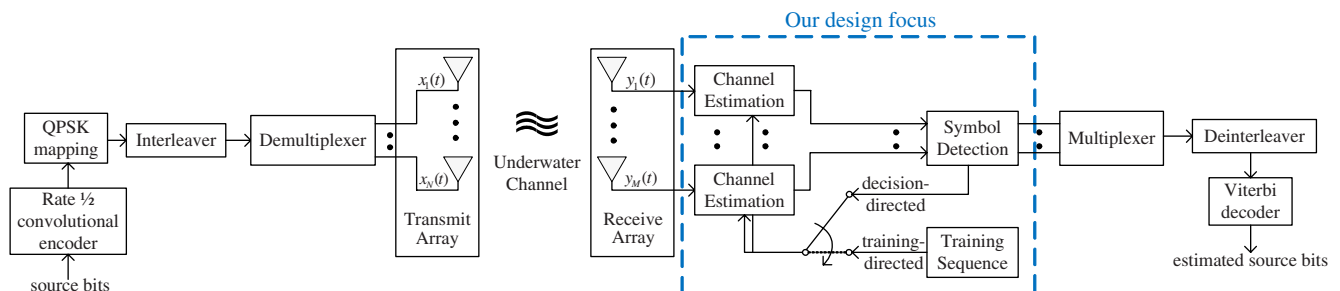 Our design focus
QPSK
mapping
Interleaver
Demultiplexer
Rate ½
convolutional
encoder
source bits
x₁(t)
x_N(t)
Transmit
Array
Underwater
Channel
y₁(t)
y_M(t)
Receive
Array
Channel
Estimation
Channel
Estimation
Symbol
Detection
decision-
directed
training-
directed
Training
Sequence
Multiplexer
Deinterleaver
Viterbi
decoder
estimated source bits